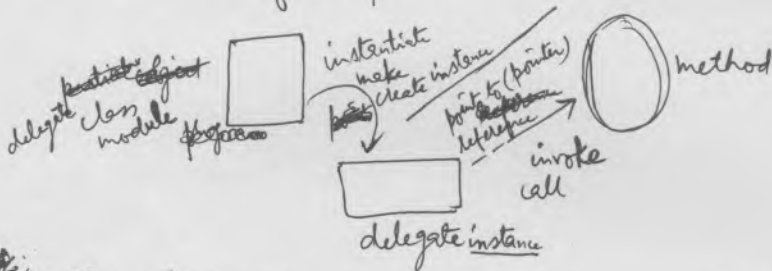 delegate
class
module
instantiate
make
create instance
point to (pointer)
reference
invoke
call
method
delegate instance